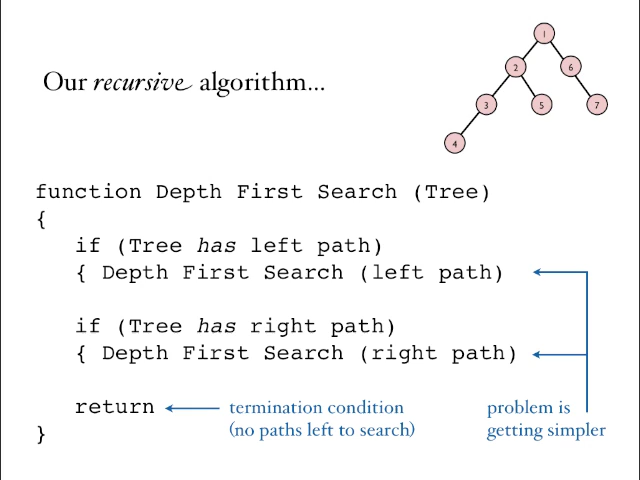 Our recursive algorithm...
1
2
6
3
5
7
4
function Depth First Search (Tree)
{
if (Tree has left path)
{ Depth First Search (left path)
if (Tree has right path)
{ Depth First Search (right path)
return
termination condition
(no paths left to search)
problem is
getting simpler
}